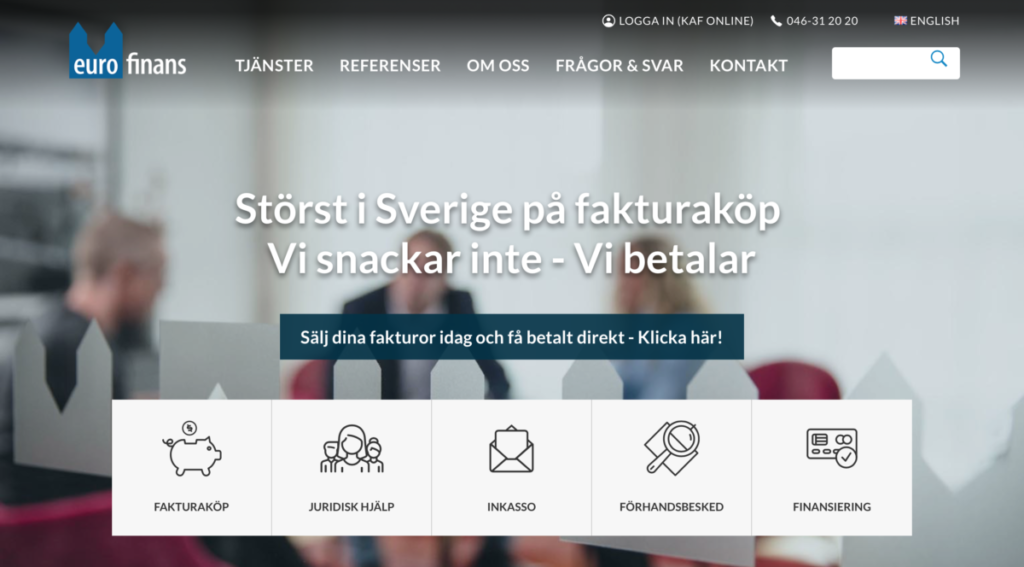 LOGGA IN (KAF ONLINE)
046-31 20 20
ENGLISH
euro finans
TJÄNSTER
REFERENSER
OM OSS
FRÅGOR & SVAR
KONTAKT
Störst i Sverige på fakturaköp
Vi snackar inte - Vi betalar
Sälj dina fakturor idag och få betalt direkt - Klicka här!
FAKTURAKÖP
JURIDISK HJÄLP
INKASSO
FÖRHANDSBESKED
FINANSIERING